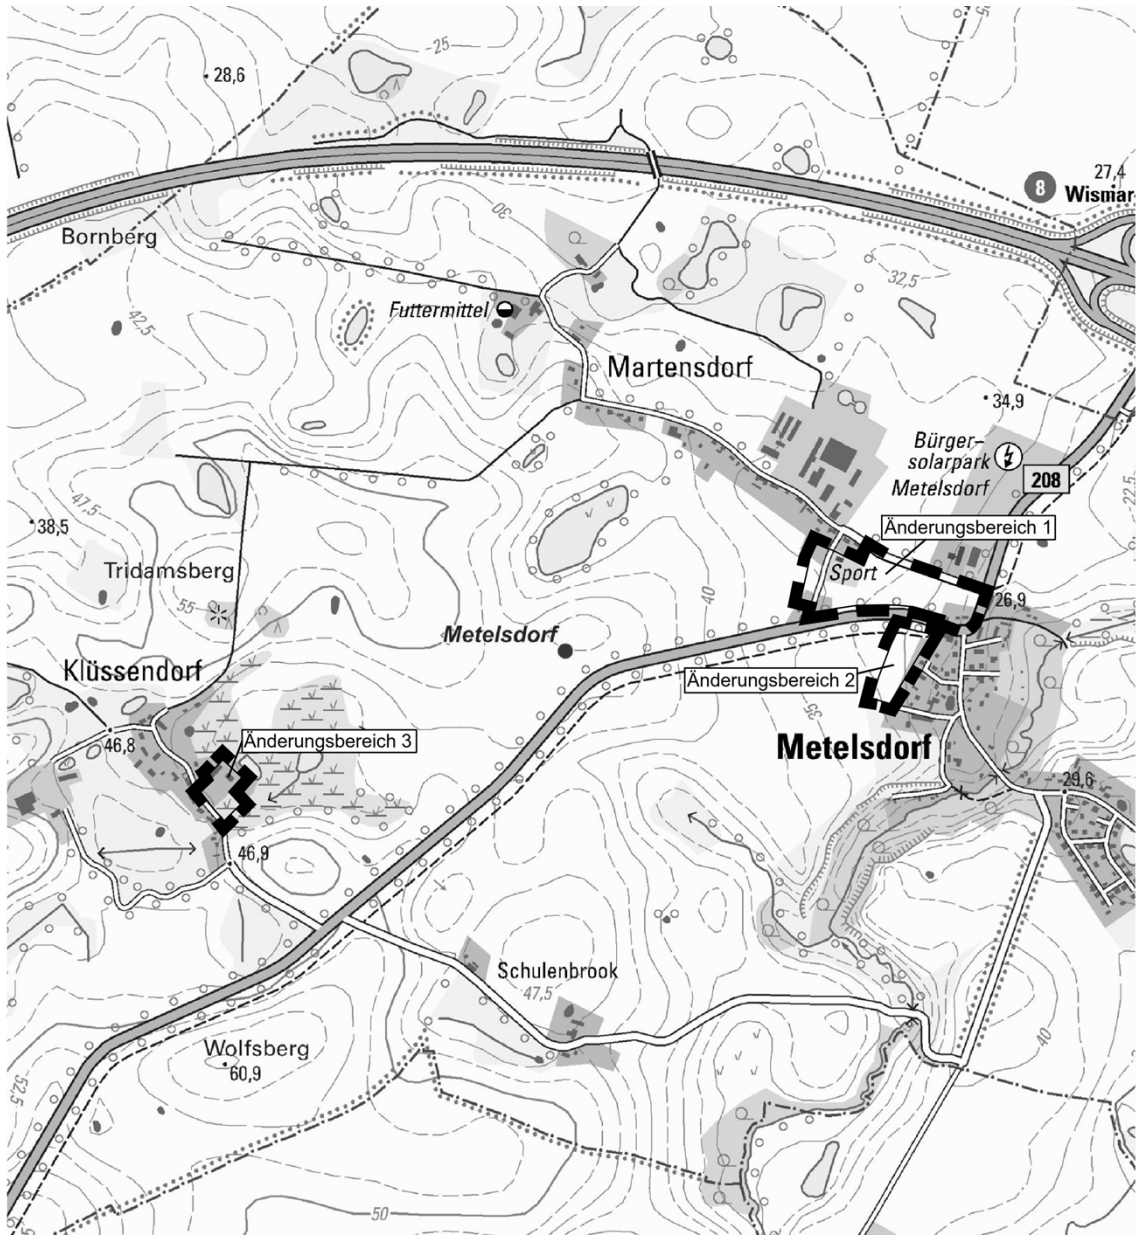 25
25
28,6
8
27,4
Wismar
30
Bornberg
32,5
42,5
Futtermittel
Martensdorf
34,9
Bürger-
solarpark
Metelsdorf
208
22,5
47,5
38,5
Änderungsbereich 1
Tridamsberg
Sport
55
40
26,9
Metelsdorf
Klüssendorf
Änderungsbereich 2
35
46,8
Änderungsbereich 3
Metelsdorf
29,6
46,9
Schulenbrook
47,5
Wolfsberg
60,9
40
52,5
50